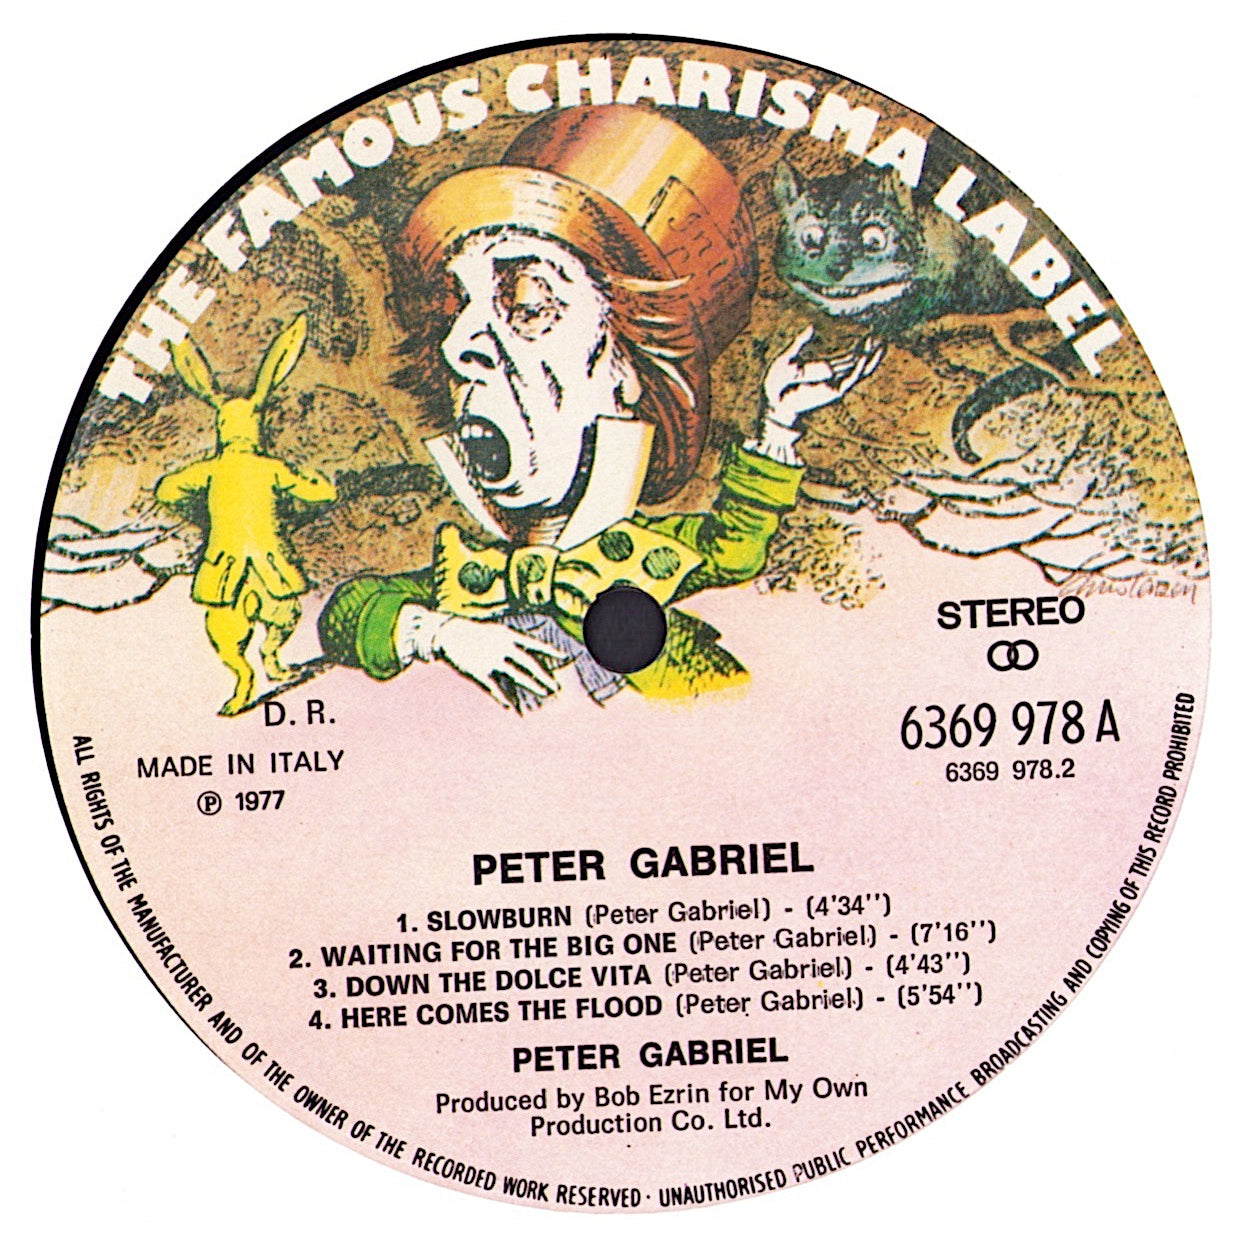 THE FAMOUS CHARISMA LABEL
STEREO
D. R.
6369 978 A
MADE IN ITALY
6369 978.2
Ⓟ 1977
PETER GABRIEL
1. SLOWBURN (Peter Gabriel) - (4'34'')
2. WAITING FOR THE BIG ONE (Peter Gabriel) - (7'16'')
3. DOWN THE DOLCE VITA (Peter Gabriel) - (4'43'')
4. HERE COMES THE FLOOD (Peter Gabriel) - (5'54'')
PETER GABRIEL
Produced by Bob Ezrin for My Own
Production Co. Ltd.
ALL RIGHTS OF THE MANUFACTURER AND OF THE OWNER OF THE RECORDED WORK RESERVED · UNAUTHORISED PUBLIC PERFORMANCE BROADCASTING AND COPYING OF THIS RECORD PROHIBITED